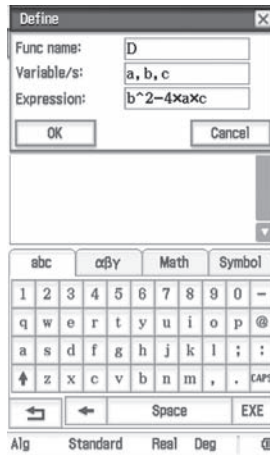 Define
Func name: D
Variable/s: a,b,c
Expression: b^2-4×a×c
OK Cancel
abc αβγ Math Symbol
1 2 3 4 5 6 7 8 9 0 −
q w e r t y u i o p @
a s d f g h j k l ; :
z x c v b n m , . CAPS
Space EXE
Alg Standard Real Deg